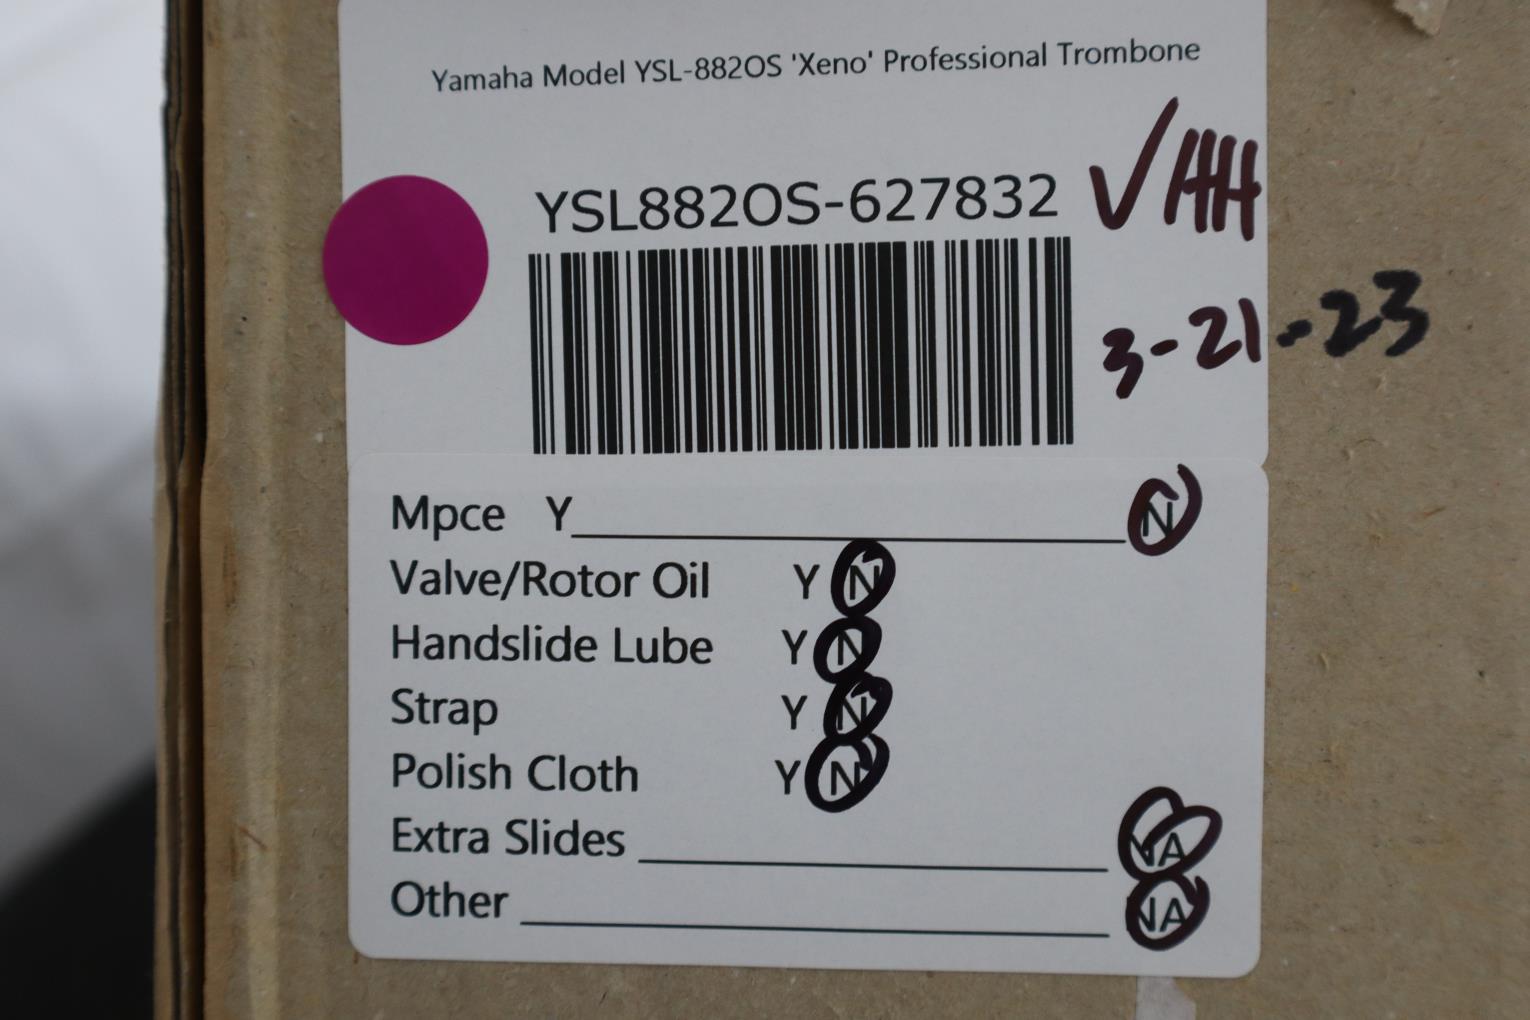 Yamaha Model YSL-882OS 'Xeno' Professional Trombone
YSL882OS-627832
3-21-23
Mpce Y N
Valve/Rotor Oil Y N
Handslide Lube Y N
Strap Y N
Polish Cloth Y N
Extra Slides NA
Other NA